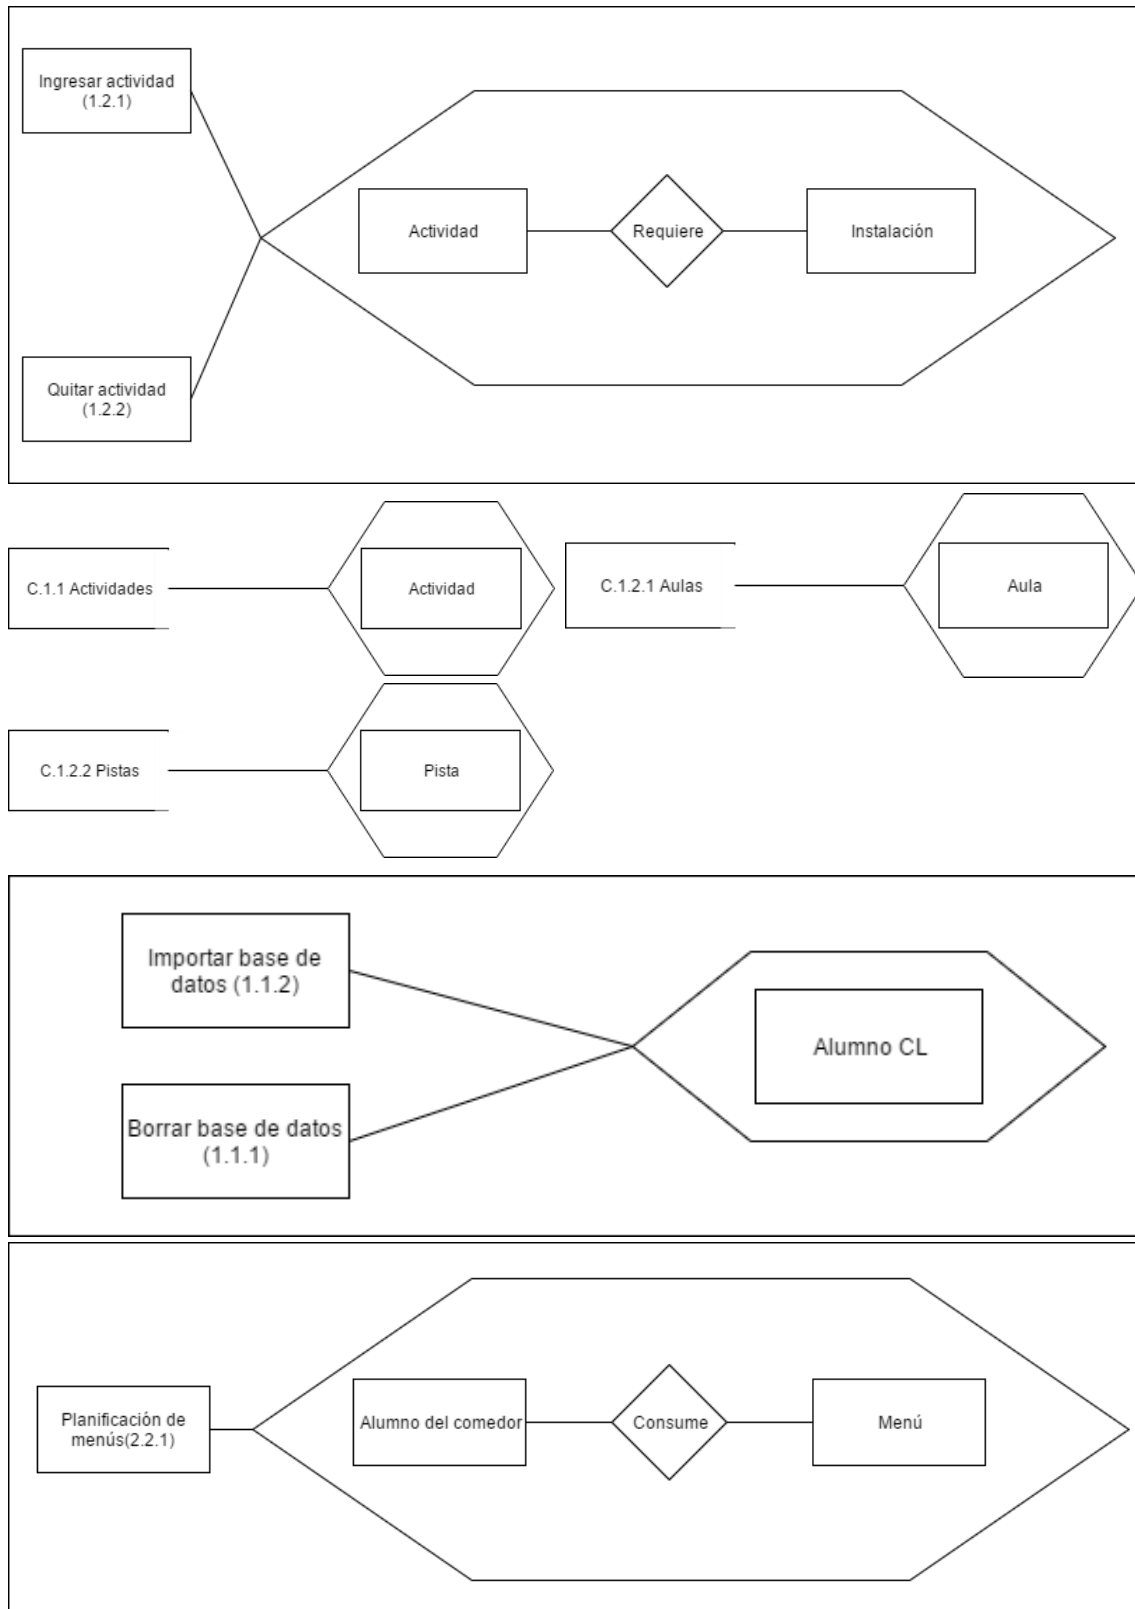 Ingresar actividad
(1.2.1)
Actividad
Requiere
Instalación
Quitar actividad
(1.2.2)
C.1.1 Actividades
Actividad
C.1.2.1 Aulas
Aula
C.1.2.2 Pistas
Pista
Importar base de
datos (1.1.2)
Alumno CL
Borrar base de datos
(1.1.1)
Planificación de
menús(2.2.1)
Alumno del comedor
Consume
Menú